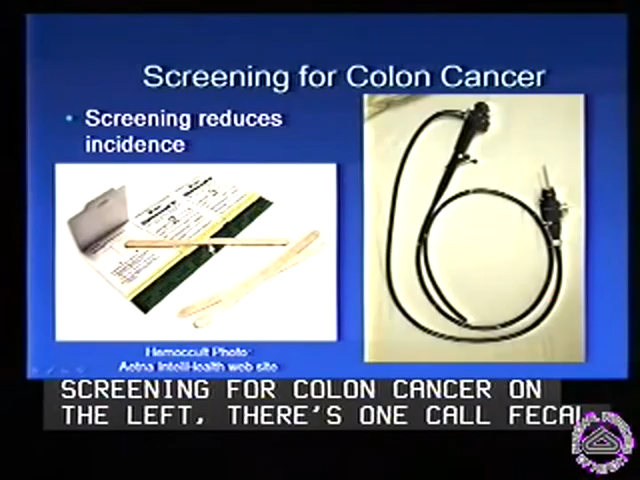 Screening for Colon Cancer
• Screening reduces
incidence
Hemoccult Photo:
Aetna InteliHealth web site
SCREENING FOR COLON CANCER ON
THE LEFT, THERE'S ONE CALL FECAL